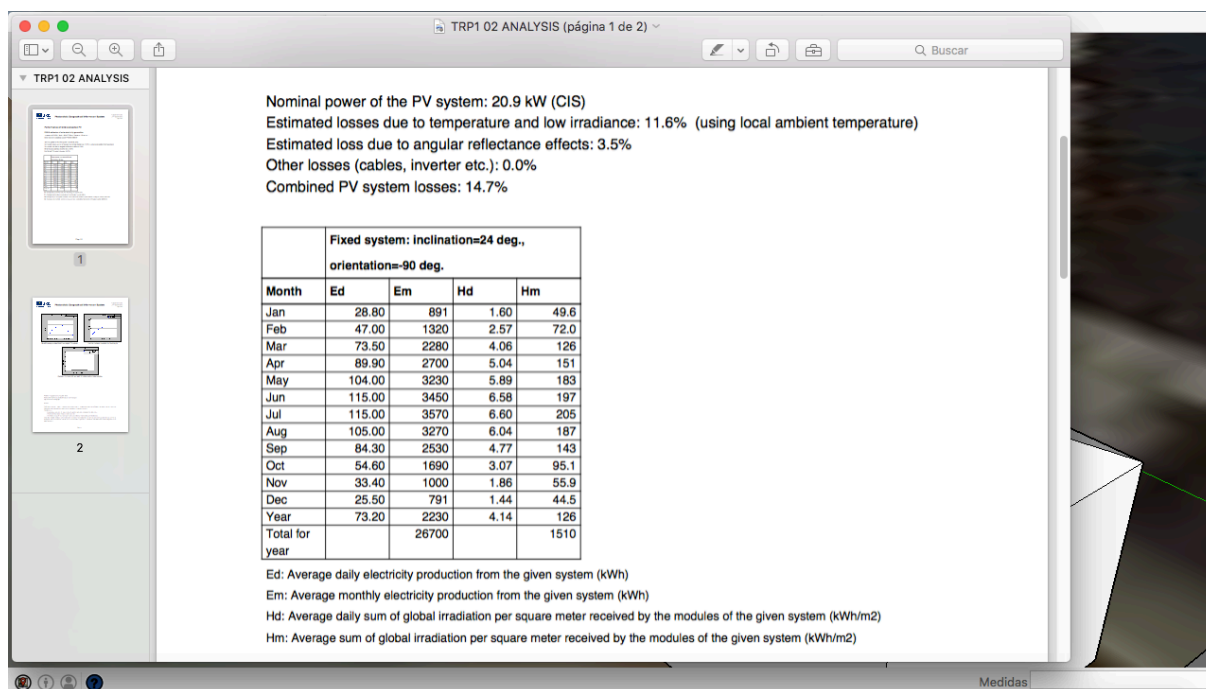 TRP1 02 ANALYSIS (página 1 de 2)
Buscar
TRP1 02 ANALYSIS
1
2
Nominal power of the PV system: 20.9 kW (CIS)
Estimated losses due to temperature and low irradiance: 11.6% (using local ambient temperature)
Estimated loss due to angular reflectance effects: 3.5%
Other losses (cables, inverter etc.): 0.0%
Combined PV system losses: 14.7%
Fixed system: inclination=24 deg.,
orientation=-90 deg.
Month Ed Em Hd Hm
Jan 28.80 891 1.60 49.6
Feb 47.00 1320 2.57 72.0
Mar 73.50 2280 4.06 126
Apr 89.90 2700 5.04 151
May 104.00 3230 5.89 183
Jun 115.00 3450 6.58 197
Jul 115.00 3570 6.60 205
Aug 105.00 3270 6.04 187
Sep 84.30 2530 4.77 143
Oct 54.60 1690 3.07 95.1
Nov 33.40 1000 1.86 55.9
Dec 25.50 791 1.44 44.5
Year 73.20 2230 4.14 126
Total for 26700 1510
year
Ed: Average daily electricity production from the given system (kWh)
Em: Average monthly electricity production from the given system (kWh)
Hd: Average daily sum of global irradiation per square meter received by the modules of the given system (kWh/m2)
Hm: Average sum of global irradiation per square meter received by the modules of the given system (kWh/m2)
Medidas